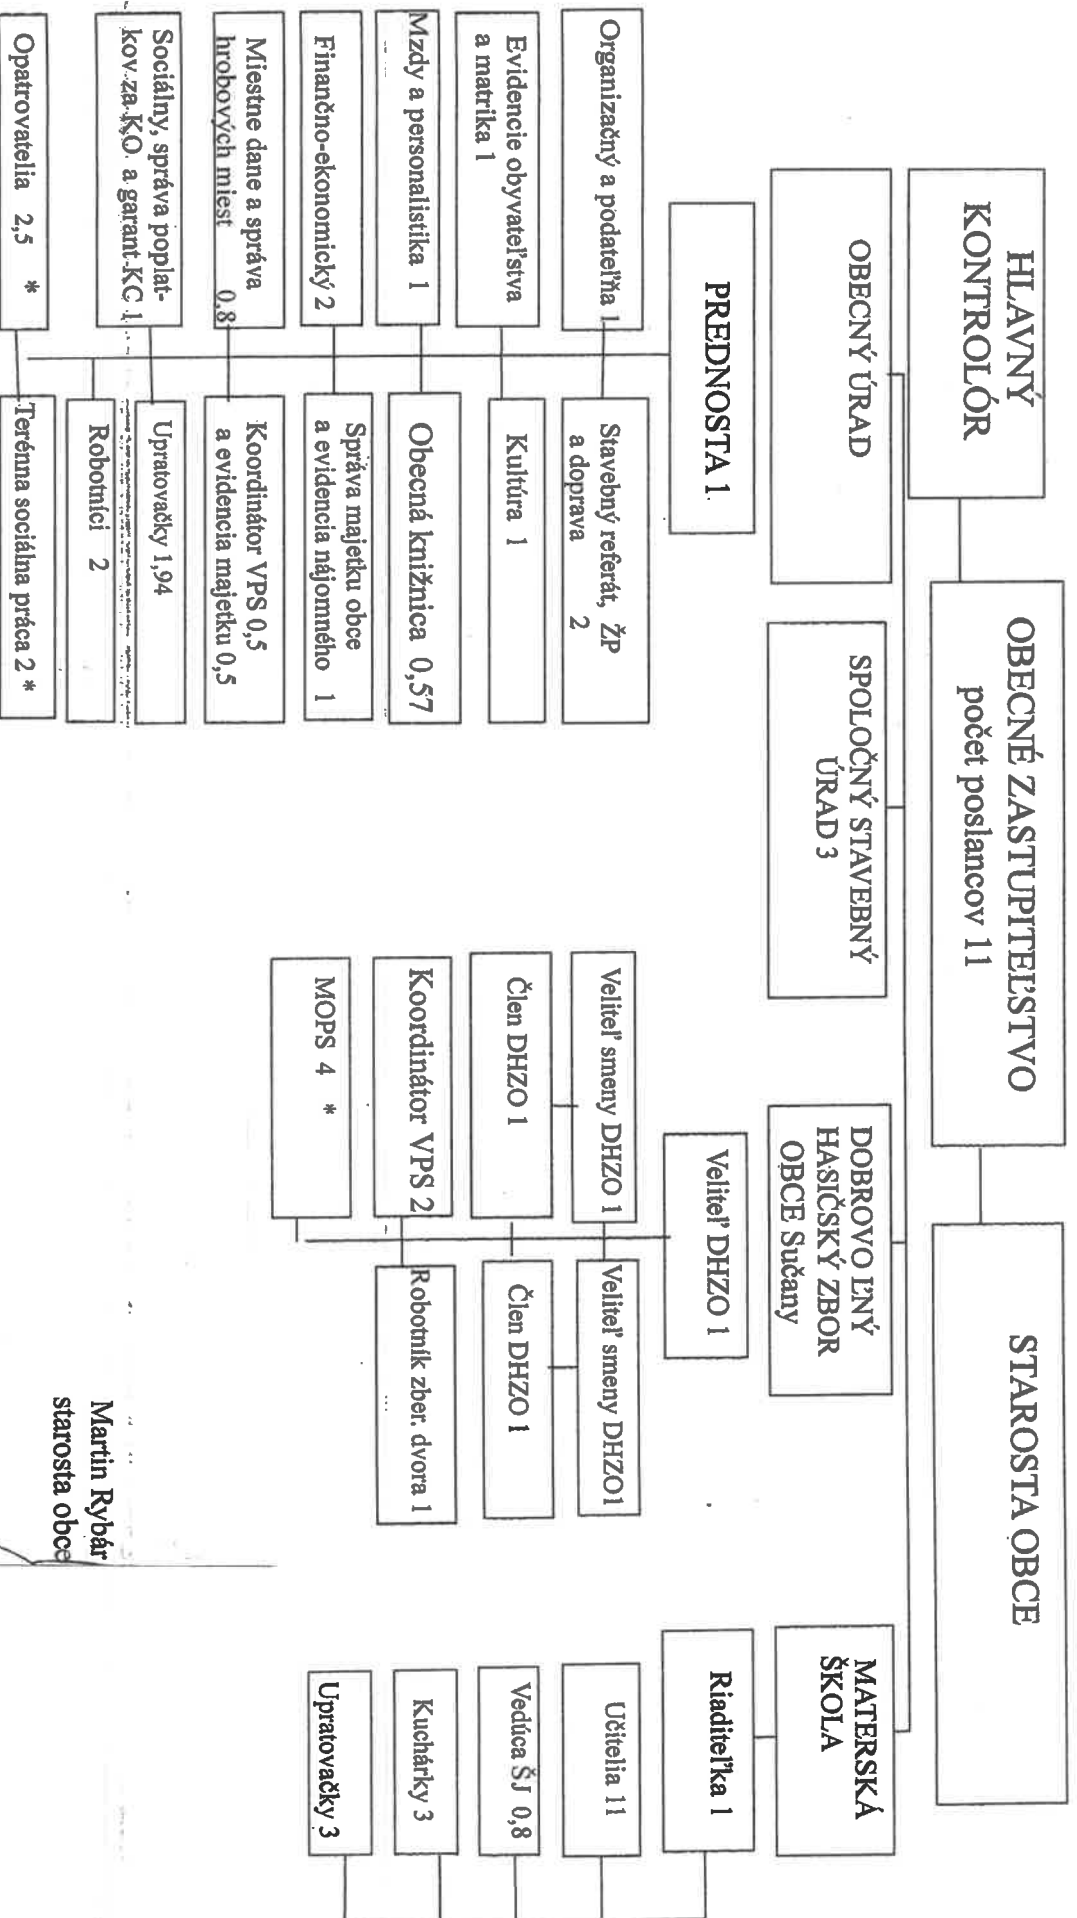 HLAVNÝ
KONTROLÓR
OBECNÉ ZASTUPITEĽSTVO
počet poslancov 11
STAROSTA OBCE
OBECNÝ ÚRAD
SPOLOČNÝ STAVEBNÝ
ÚRAD 3
DOBROVO ĽNÝ
HASIČSKÝ ZBOR
OBCE Sučany
MATERSKÁ
ŠKOLA
PREDNOSTA 1
Organizačný a podateľňa 1
Stavebný referát, ŽP
a doprava 2
Evidencie obyvateľstva
a matrika 1
Kultúra 1
Mzdy a personalistika 1
Obecná knižnica 0,57
Finančno-ekonomický 2
Správa majetku obce
a evidencia nájomného 1
Miestne dane a správa
hrobových miest 0,8
Koordinátor VPS 0,5
a evidencia majetku 0,5
Sociálny, správa poplat-
kov za KO a garant KC 1
Upratovačky 1,94
Robotníci 2
Opatrovatelia 2,5 *
Terénna sociálna práca 2 *
Veliteľ DHZO 1
Veliteľ smeny DHZO 1
Veliteľ smeny DHZO1
Člen DHZO 1
Člen DHZO 1
Koordinátor VPS 2
Robotník zber. dvora 1
MOPS 4 *
Riaditeľka 1
Učitelia 11
Vedúca ŠJ 0,8
Kuchárky 3
Upratovačky 3
Martin Rybár
starosta obce